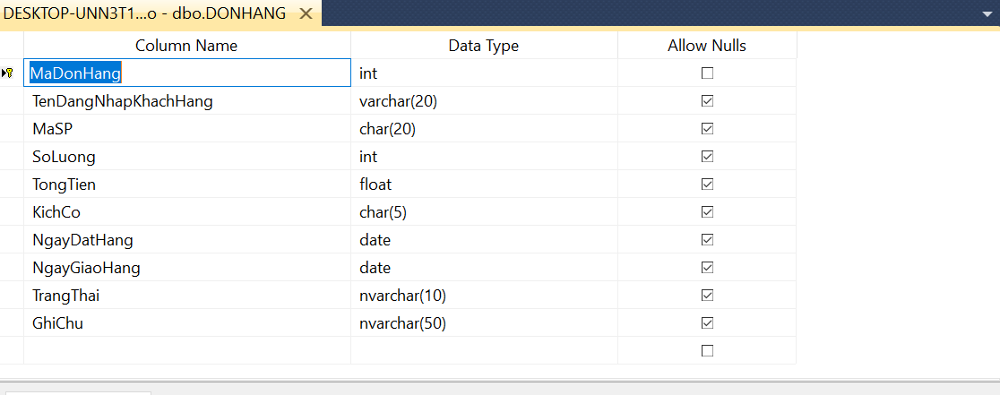 DESKTOP-UNN3T1...o - dbo.DONHANG
Column Name Data Type Allow Nulls
MaDonHang int
TenDangNhapKhachHang varchar(20)
MaSP char(20)
SoLuong int
TongTien float
KichCo char(5)
NgayDatHang date
NgayGiaoHang date
TrangThai nvarchar(10)
GhiChu nvarchar(50)